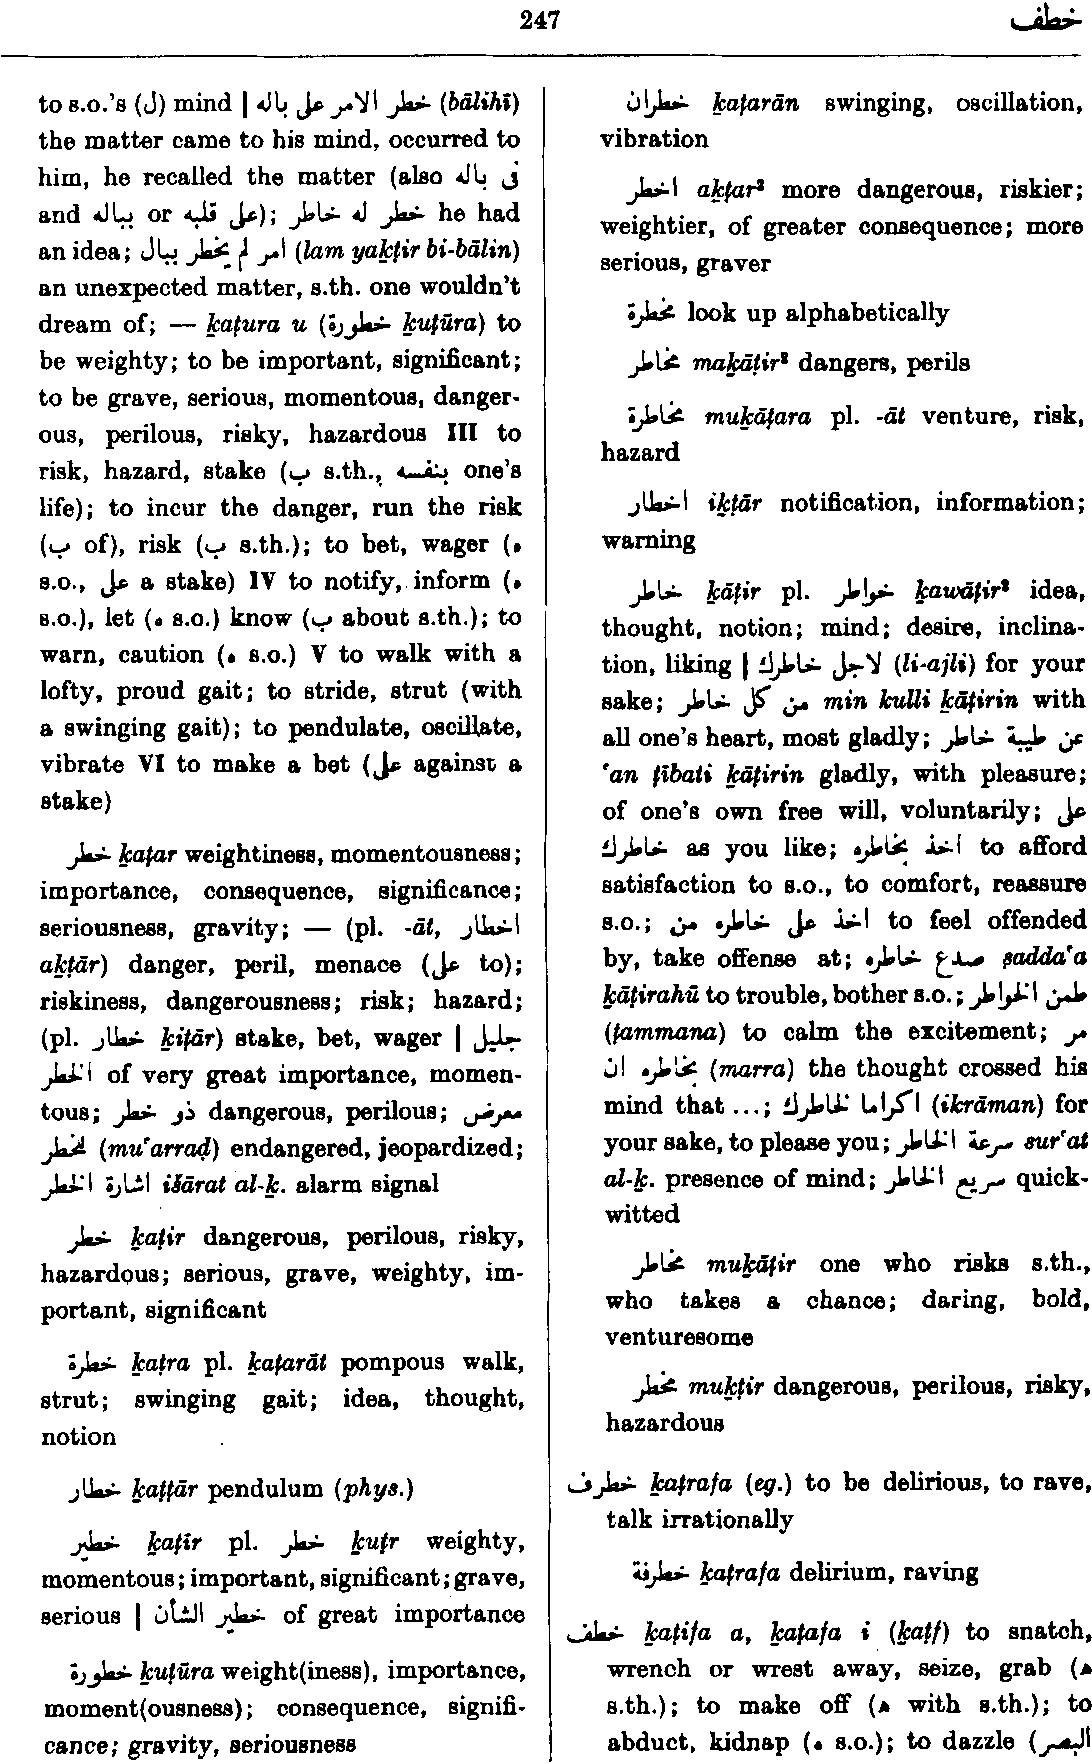 247
خطف
to s.o.'s (ل) mind | خطر الامر على باله (bālihī)
the matter came to his mind, occurred to
him, he recalled the matter (also فى باله
and بباله or على قلبه); خطر له خاطر he had
an idea; امر لم يخطر ببال (lam yaḵṭir bi-bālin)
an unexpected matter, s.th. one wouldn't
dream of; — ḵaṭura u (خطورة ḵuṭūra) to
be weighty; to be important, significant;
to be grave, serious, momentous, danger-
ous, perilous, risky, hazardous III to
risk, hazard, stake (ب s.th., بنفسه one's
life); to incur the danger, run the risk
(ب of), risk (ب s.th.); to bet, wager (ه
s.o., على a stake) IV to notify, inform (ه
s.o.), let (ه s.o.) know (ب about s.th.); to
warn, caution (ه s.o.) V to walk with a
lofty, proud gait; to stride, strut (with
a swinging gait); to pendulate, oscillate,
vibrate VI to make a bet (على against a
stake)
خطر ḵaṭar weightiness, momentousness;
importance, consequence, significance;
seriousness, gravity; — (pl. -āt, اخطار
aḵṭār) danger, peril, menace (على to);
riskiness, dangerousness; risk; hazard;
(pl. خطار ḵiṭār) stake, bet, wager | جليل
الخطر of very great importance, momen-
tous; ذو خطر dangerous, perilous; معرض
لخطر (mu'arraḍ) endangered, jeopardized;
اشارة الخطر išārat al-ḵ. alarm signal
خطر ḵaṭir dangerous, perilous, risky,
hazardous; serious, grave, weighty, im-
portant, significant
خطرة ḵaṭra pl. ḵaṭarāt pompous walk,
strut; swinging gait; idea, thought,
notion
خطار ḵaṭṭār pendulum (phys.)
خطير ḵaṭīr pl. خطر ḵuṭr weighty,
momentous; important, significant; grave,
serious | خطير الشأن of great importance
خطورة ḵuṭūra weight(iness), importance,
moment(ousness); consequence, signifi-
cance; gravity, seriousness
خطران ḵaṭarān swinging, oscillation,
vibration
اخطر aḵṭar² more dangerous, riskier;
weightier, of greater consequence; more
serious, graver
مخطرة look up alphabetically
مخاطر maḵāṭir² dangers, perils
مخاطرة muḵāṭara pl. -āt venture, risk,
hazard
اخطار iḵṭār notification, information;
warning
خاطر ḵāṭir pl. خواطر ḵawāṭir² idea,
thought, notion; mind; desire, inclina-
tion, liking | لاجل خاطرك (li-ajli) for your
sake; من كل خاطر min kulli ḵāṭirin with
all one's heart, most gladly; عن طيبة خاطر
'an ṭībati ḵāṭirin gladly, with pleasure;
of one's own free will, voluntarily; على
خاطرك as you like; اخذ بخاطره to afford
satisfaction to s.o., to comfort, reassure
s.o.; اخذ على خاطره من to feel offended
by, take offense at; صدع خاطره ṣadda'a
ḵāṭirahū to trouble, bother s.o.; طمن الخواطر
(ṭammana) to calm the excitement; مر
بخاطره ان (marra) the thought crossed his
mind that ...; اكراما لخاطرك (ikrāman) for
your sake, to please you; سرعة الخاطر sur'at
al-ḵ. presence of mind; سريع الخاطر quick-
witted
مخاطر muḵāṭir one who risks s.th.,
who takes a chance; daring, bold,
venturesome
مخطر muḵṭir dangerous, perilous, risky,
hazardous
خطرف ḵaṭrafa (eg.) to be delirious, to rave,
talk irrationally
خطرفة ḵaṭrafa delirium, raving
خطف ḵaṭifa a, ḵaṭafa i (ḵaṭf) to snatch,
wrench or wrest away, seize, grab (ه
s.th.); to make off (ه with s.th.); to
abduct, kidnap (ه s.o.); to dazzle (البصر